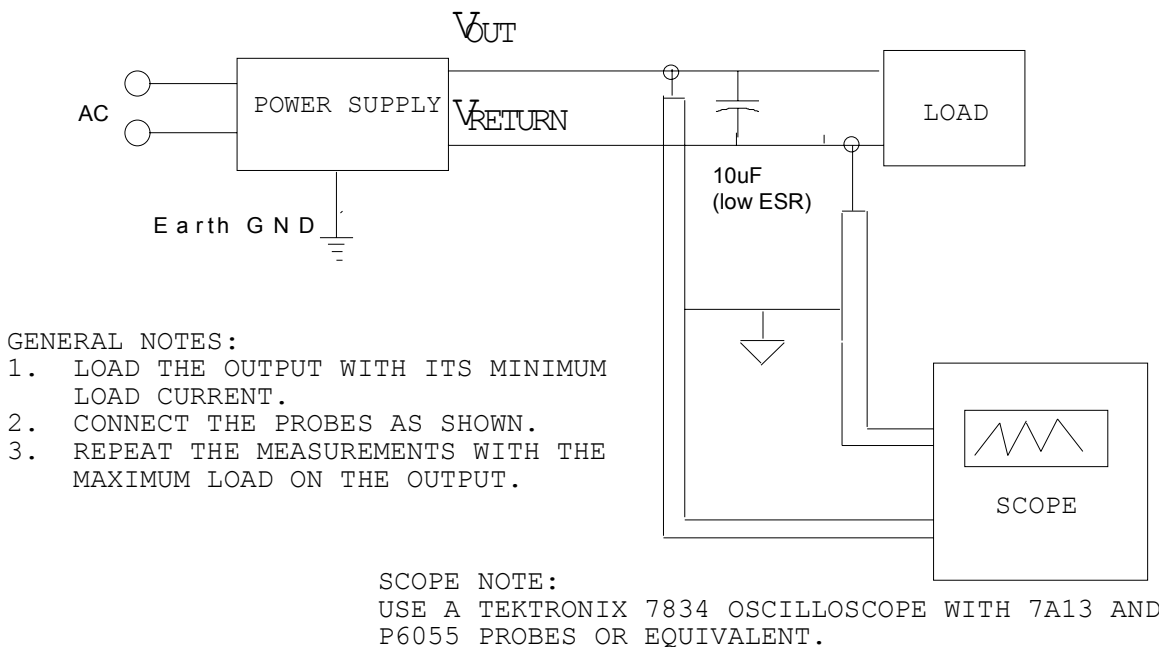 VOUT
AC
POWER SUPPLY
VRETURN
LOAD
10uF
(low ESR)
Earth GND
GENERAL NOTES:
1. LOAD THE OUTPUT WITH ITS MINIMUM
LOAD CURRENT.
2. CONNECT THE PROBES AS SHOWN.
3. REPEAT THE MEASUREMENTS WITH THE
MAXIMUM LOAD ON THE OUTPUT.
SCOPE
SCOPE NOTE:
USE A TEKTRONIX 7834 OSCILLOSCOPE WITH 7A13 AND
P6055 PROBES OR EQUIVALENT.